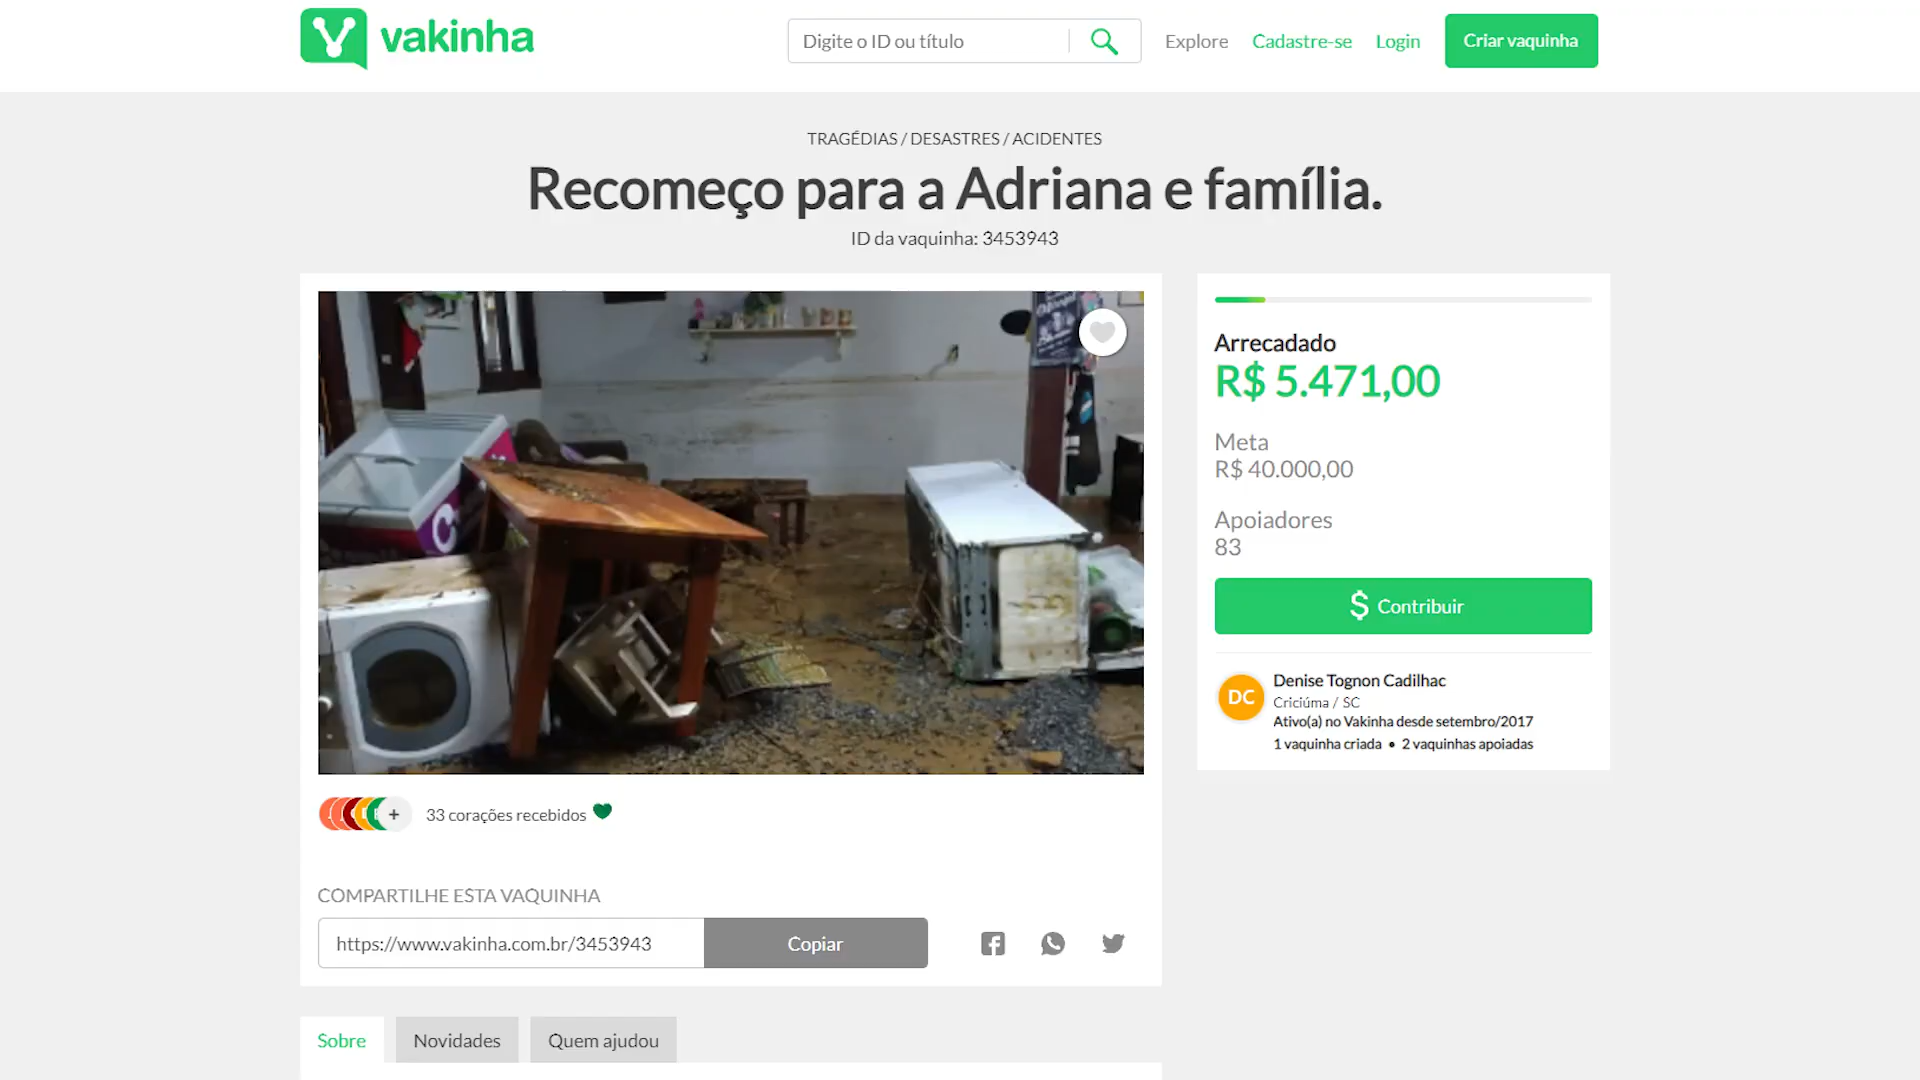 vakinha
Digite o ID ou título
Explore
Cadastre-se
Login
Criar vaquinha
TRAGÉDIAS / DESASTRES / ACIDENTES
Recomeço para a Adriana e família.
ID da vaquinha: 3453943
Arrecadado
R$ 5.471,00
Meta
R$ 40.000,00
Apoiadores
83
$ Contribuir
DC
Denise Tognon Cadilhac
Criciúma / SC
Ativo(a) no Vakinha desde setembro/2017
1 vaquinha criada • 2 vaquinhas apoiadas
+
33 corações recebidos
COMPARTILHE ESTA VAQUINHA
https://www.vakinha.com.br/3453943
Copiar
Sobre
Novidades
Quem ajudou